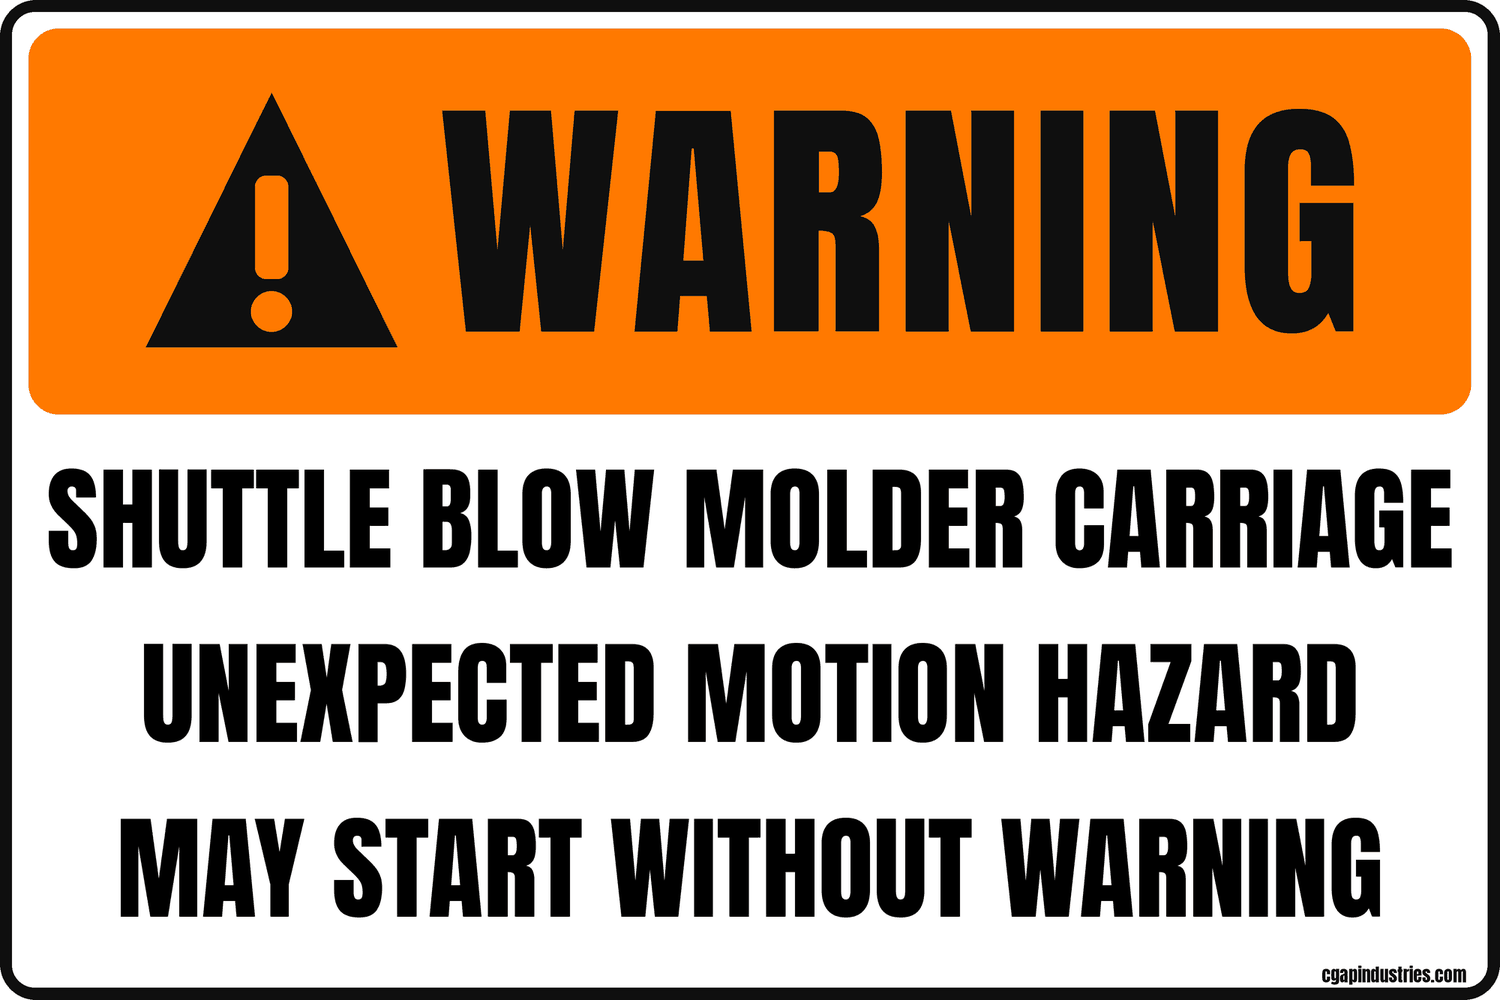 WARNING
SHUTTLE BLOW MOLDER CARRIAGE
UNEXPECTED MOTION HAZARD
MAY START WITHOUT WARNING
cgapindustries.com